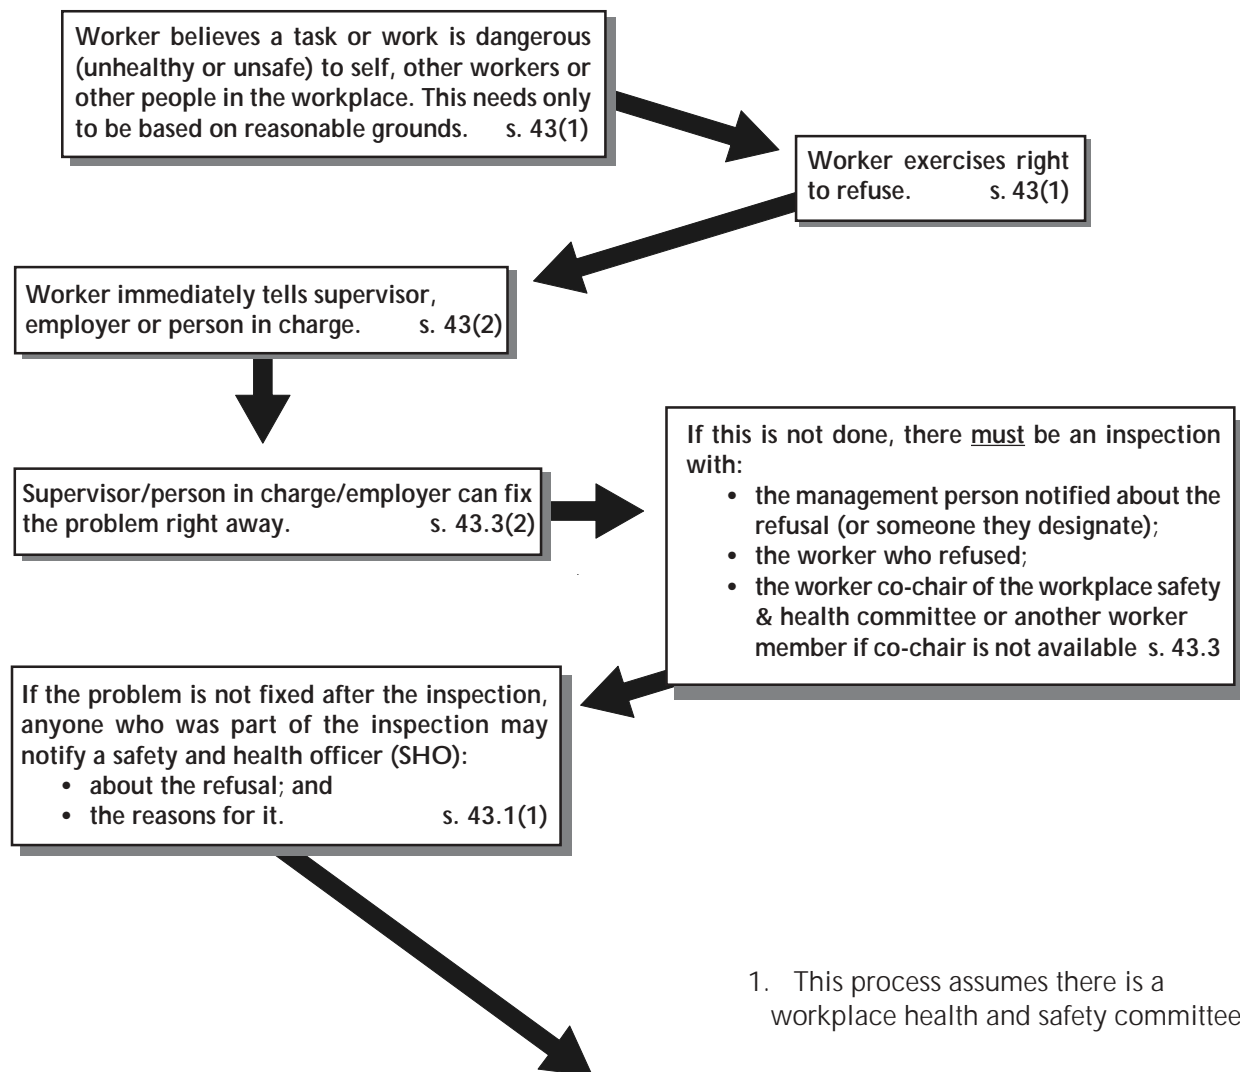 Worker believes a task or work is dangerous
(unhealthy or unsafe) to self, other workers or
other people in the workplace. This needs only
to be based on reasonable grounds. s. 43(1)
Worker exercises right
to refuse. s. 43(1)
Worker immediately tells supervisor,
employer or person in charge. s. 43(2)
Supervisor/person in charge/employer can fix
the problem right away. s. 43.3(2)
If this is not done, there must be an inspection
with:
• the management person notified about the
refusal (or someone they designate);
• the worker who refused;
• the worker co-chair of the workplace safety
& health committee or another worker
member if co-chair is not available s. 43.3
If the problem is not fixed after the inspection,
anyone who was part of the inspection may
notify a safety and health officer (SHO):
• about the refusal; and
• the reasons for it. s. 43.1(1)
1. This process assumes there is a
workplace health and safety committee